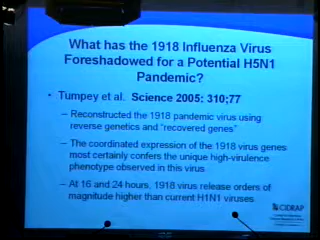 What has the 1918 Influenza Virus
Foreshadowed for a Potential H5N1
Pandemic?
• Tumpey et al. Science 2005; 310;77
– Reconstructed the 1918 pandemic virus using
reverse genetics and "recovered genes"
– The coordinated expression of the 1918 virus genes
most certainly confers the unique high-virulence
phenotype observed in this virus
– At 16 and 24 hours, 1918 virus release orders of
magnitude higher than current H1N1 viruses
CIDRAP